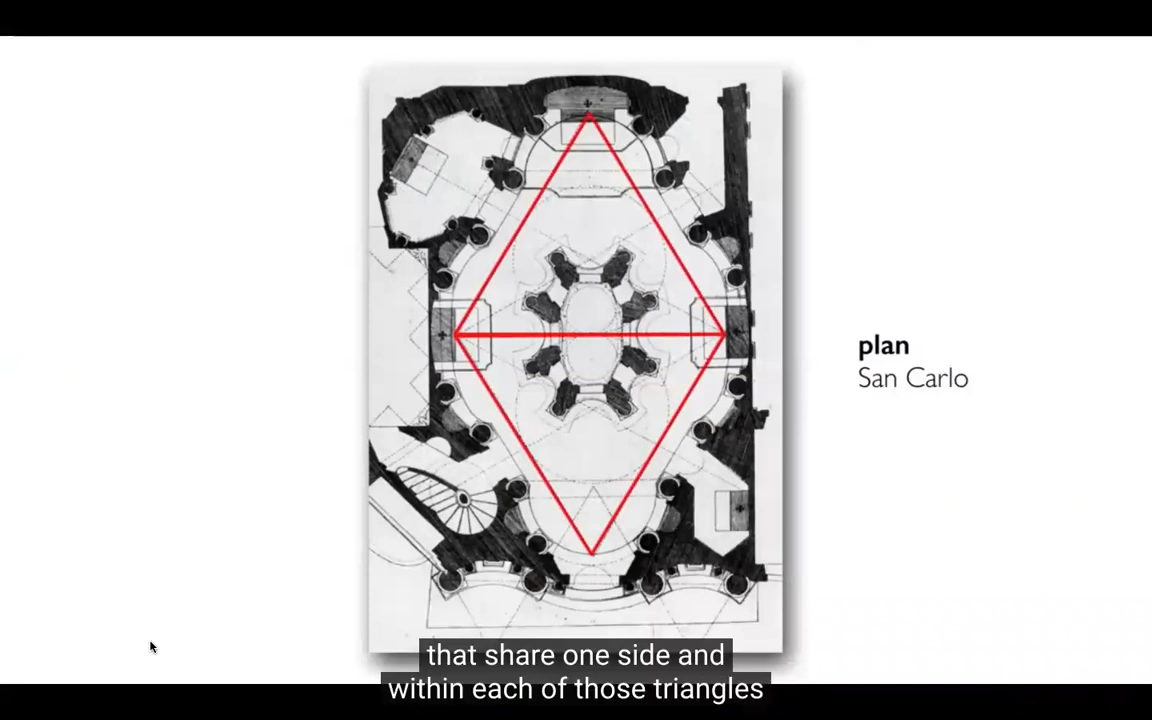 plan
San Carlo
that share one side and
within each of those triangles